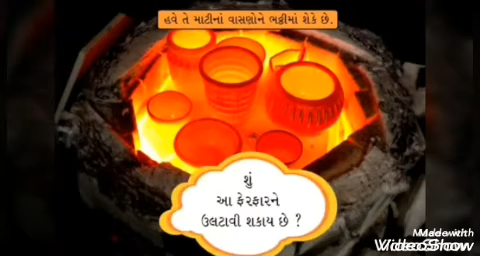 હવે તે માટીનાં વાસણોને ભઠ્ઠીમાં શેકે છે.
શું
આ ફેરફારને
ઉલટાવી શકાય છે ?
Made with
VideoShow